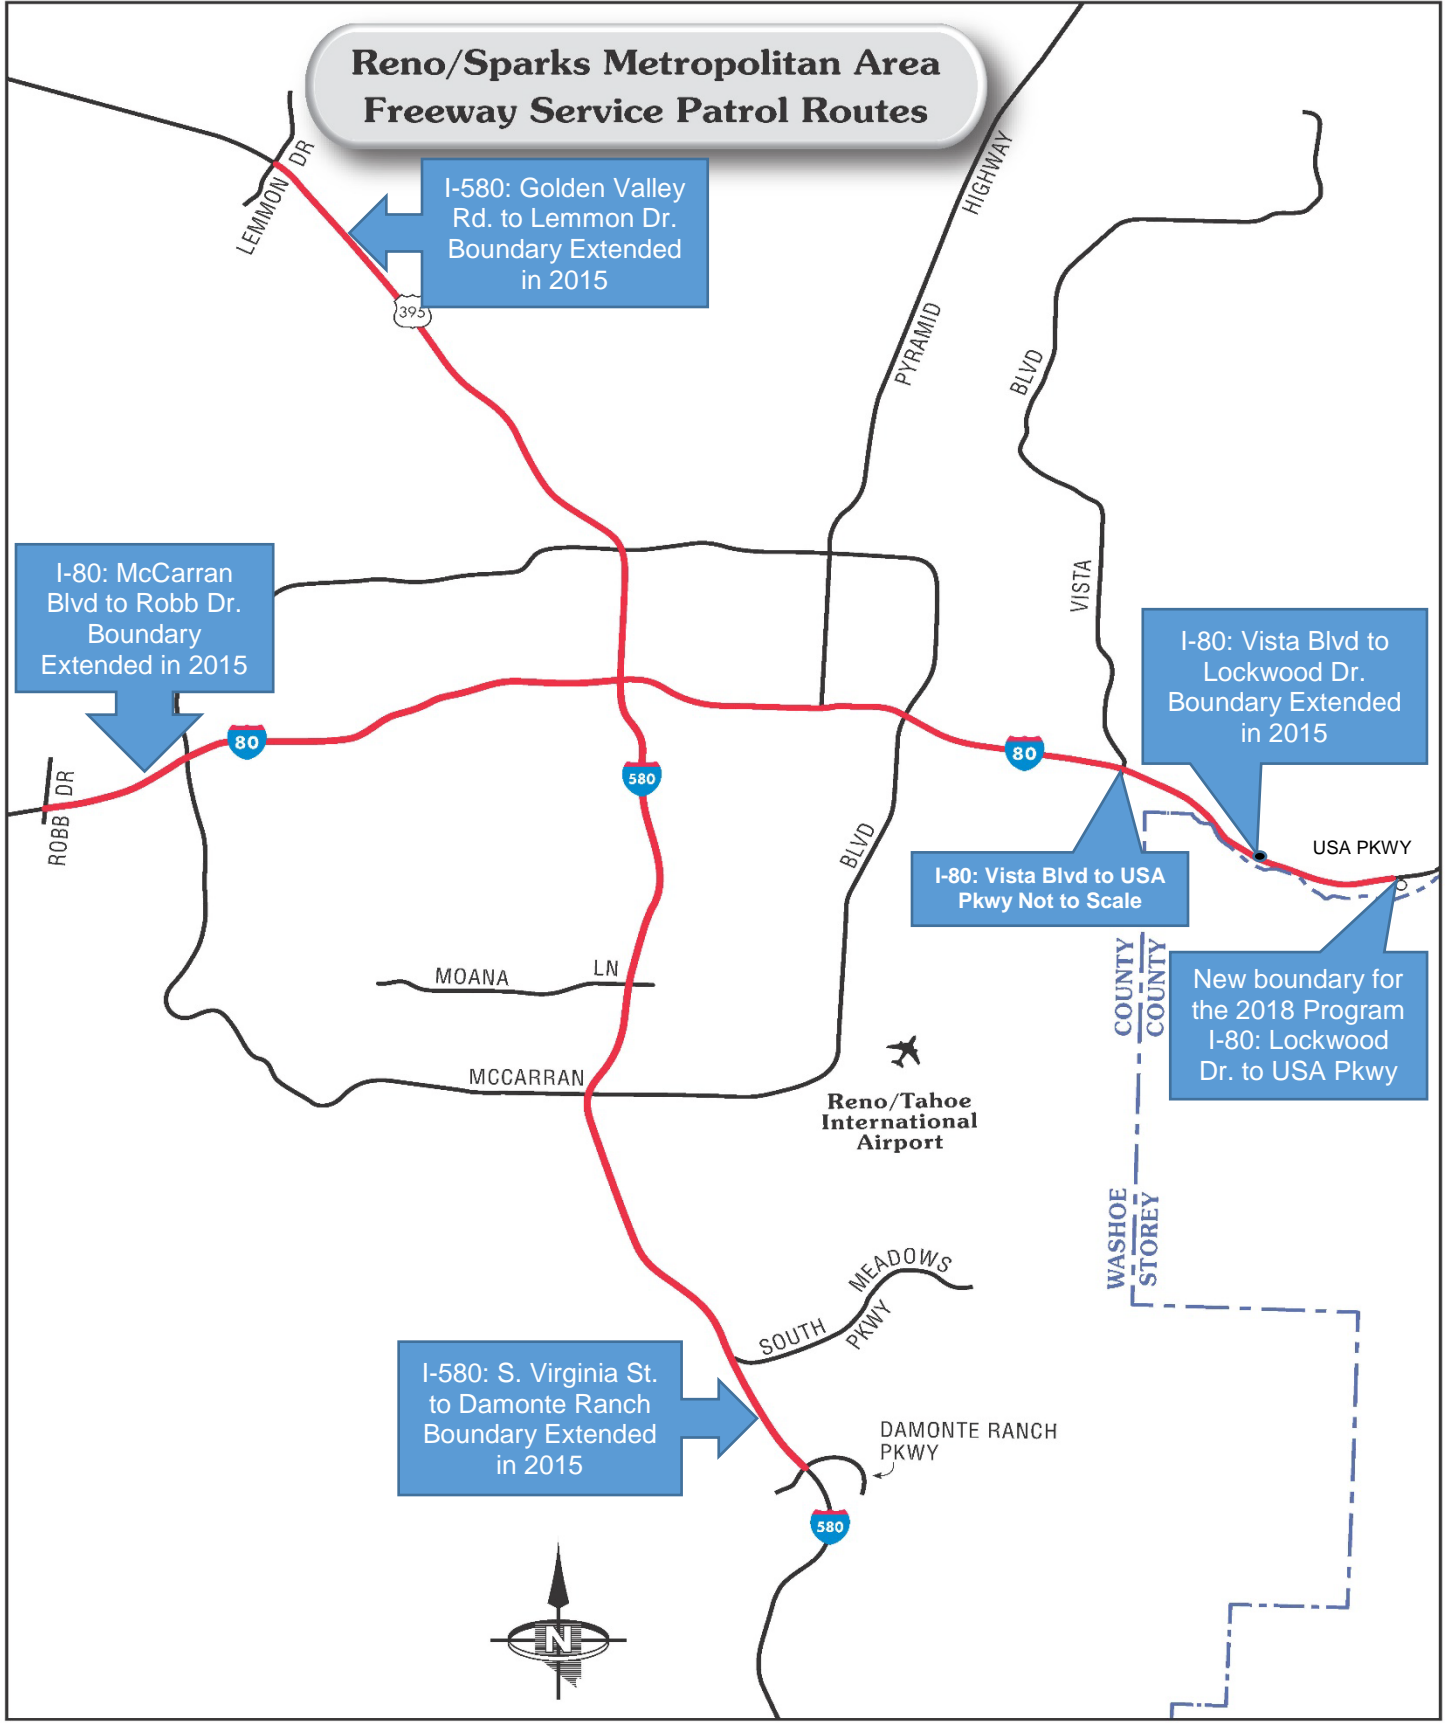 Reno/Sparks Metropolitan Area
Freeway Service Patrol Routes
LEMMON DR
I-580: Golden Valley
Rd. to Lemmon Dr.
Boundary Extended
in 2015
395
PYRAMID HIGHWAY
VISTA BLVD
I-80: McCarran
Blvd to Robb Dr.
Boundary
Extended in 2015
80
ROBB DR
580
80
I-80: Vista Blvd to
Lockwood Dr.
Boundary Extended
in 2015
USA PKWY
I-80: Vista Blvd to USA
Pkwy Not to Scale
MOANA LN
MCCARRAN BLVD
COUNTY
COUNTY
New boundary for
the 2018 Program
I-80: Lockwood
Dr. to USA Pkwy
Reno/Tahoe
International
Airport
WASHOE
STOREY
SOUTH MEADOWS
PKWY
I-580: S. Virginia St.
to Damonte Ranch
Boundary Extended
in 2015
DAMONTE RANCH
PKWY
580
N